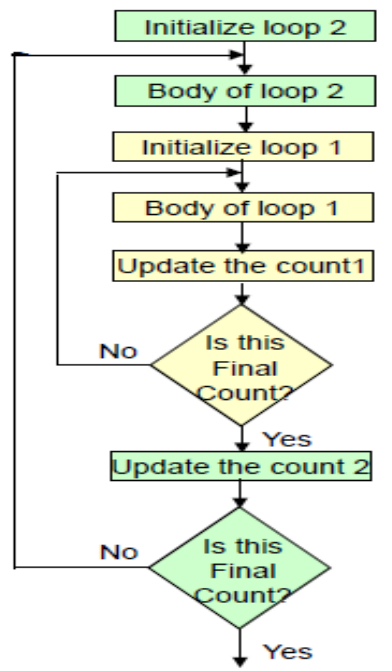 Initialize loop 2
Body of loop 2
Initialize loop 1
Body of loop 1
Update the count1
Is this
Final
Count?
No
Yes
Update the count 2
Is this
Final
Count?
No
Yes